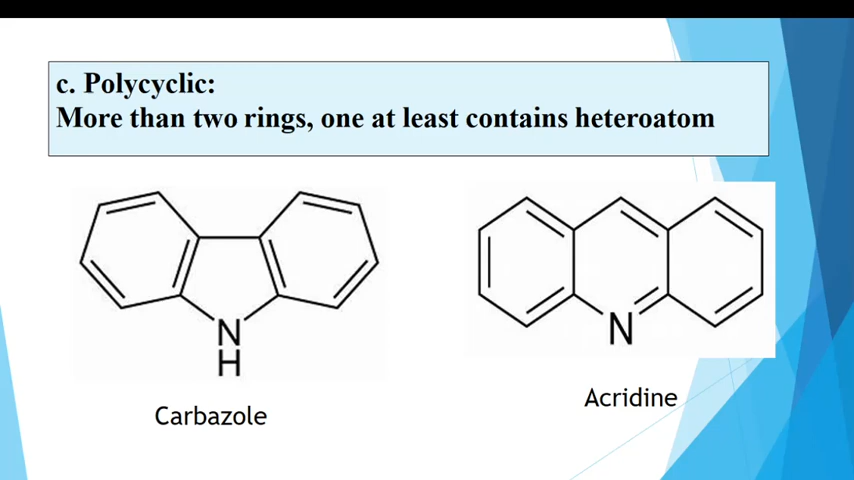 c. Polycyclic:
More than two rings, one at least contains heteroatom
N
H
N
Carbazole
Acridine